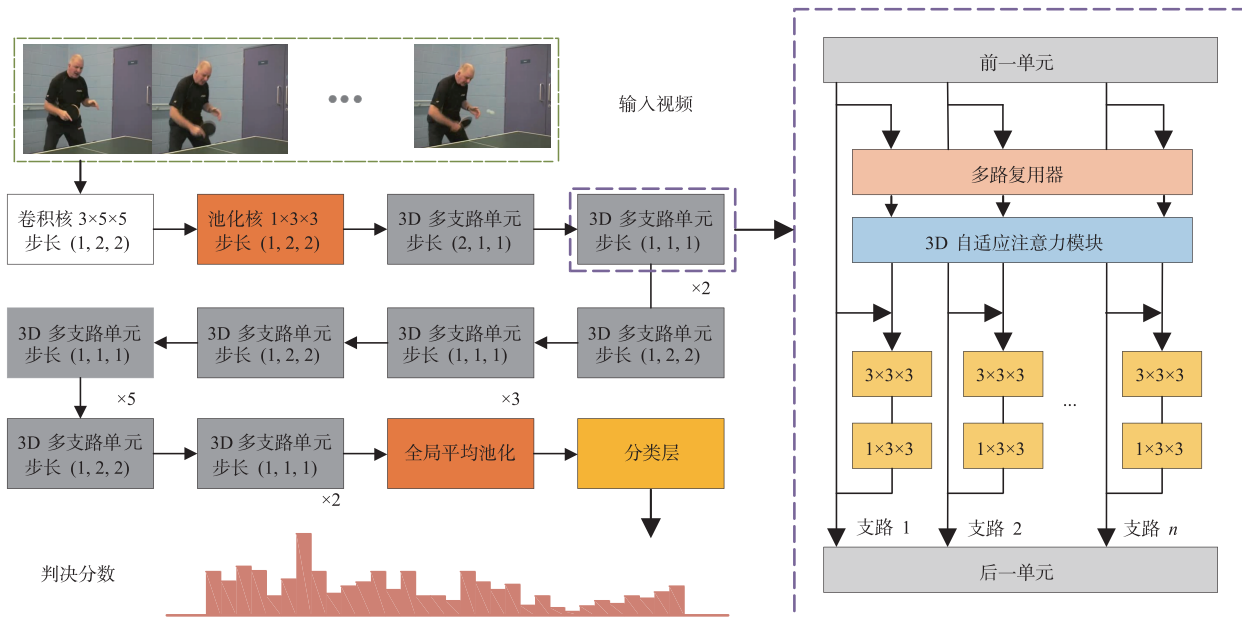 输入视频
卷积核 3×5×5
步长 (1, 2, 2)
池化核 1×3×3
步长 (1, 2, 2)
3D 多支路单元
步长 (2, 1, 1)
3D 多支路单元
步长 (1, 1, 1)
×2
3D 多支路单元
步长 (1, 1, 1)
3D 多支路单元
步长 (1, 2, 2)
3D 多支路单元
步长 (1, 1, 1)
3D 多支路单元
步长 (1, 2, 2)
×5
×3
3D 多支路单元
步长 (1, 2, 2)
3D 多支路单元
步长 (1, 1, 1)
×2
全局平均池化
分类层
判决分数
前一单元
多路复用器
3D 自适应注意力模块
3×3×3
3×3×3
3×3×3
...
1×3×3
1×3×3
1×3×3
支路 1
支路 2
支路 n
后一单元